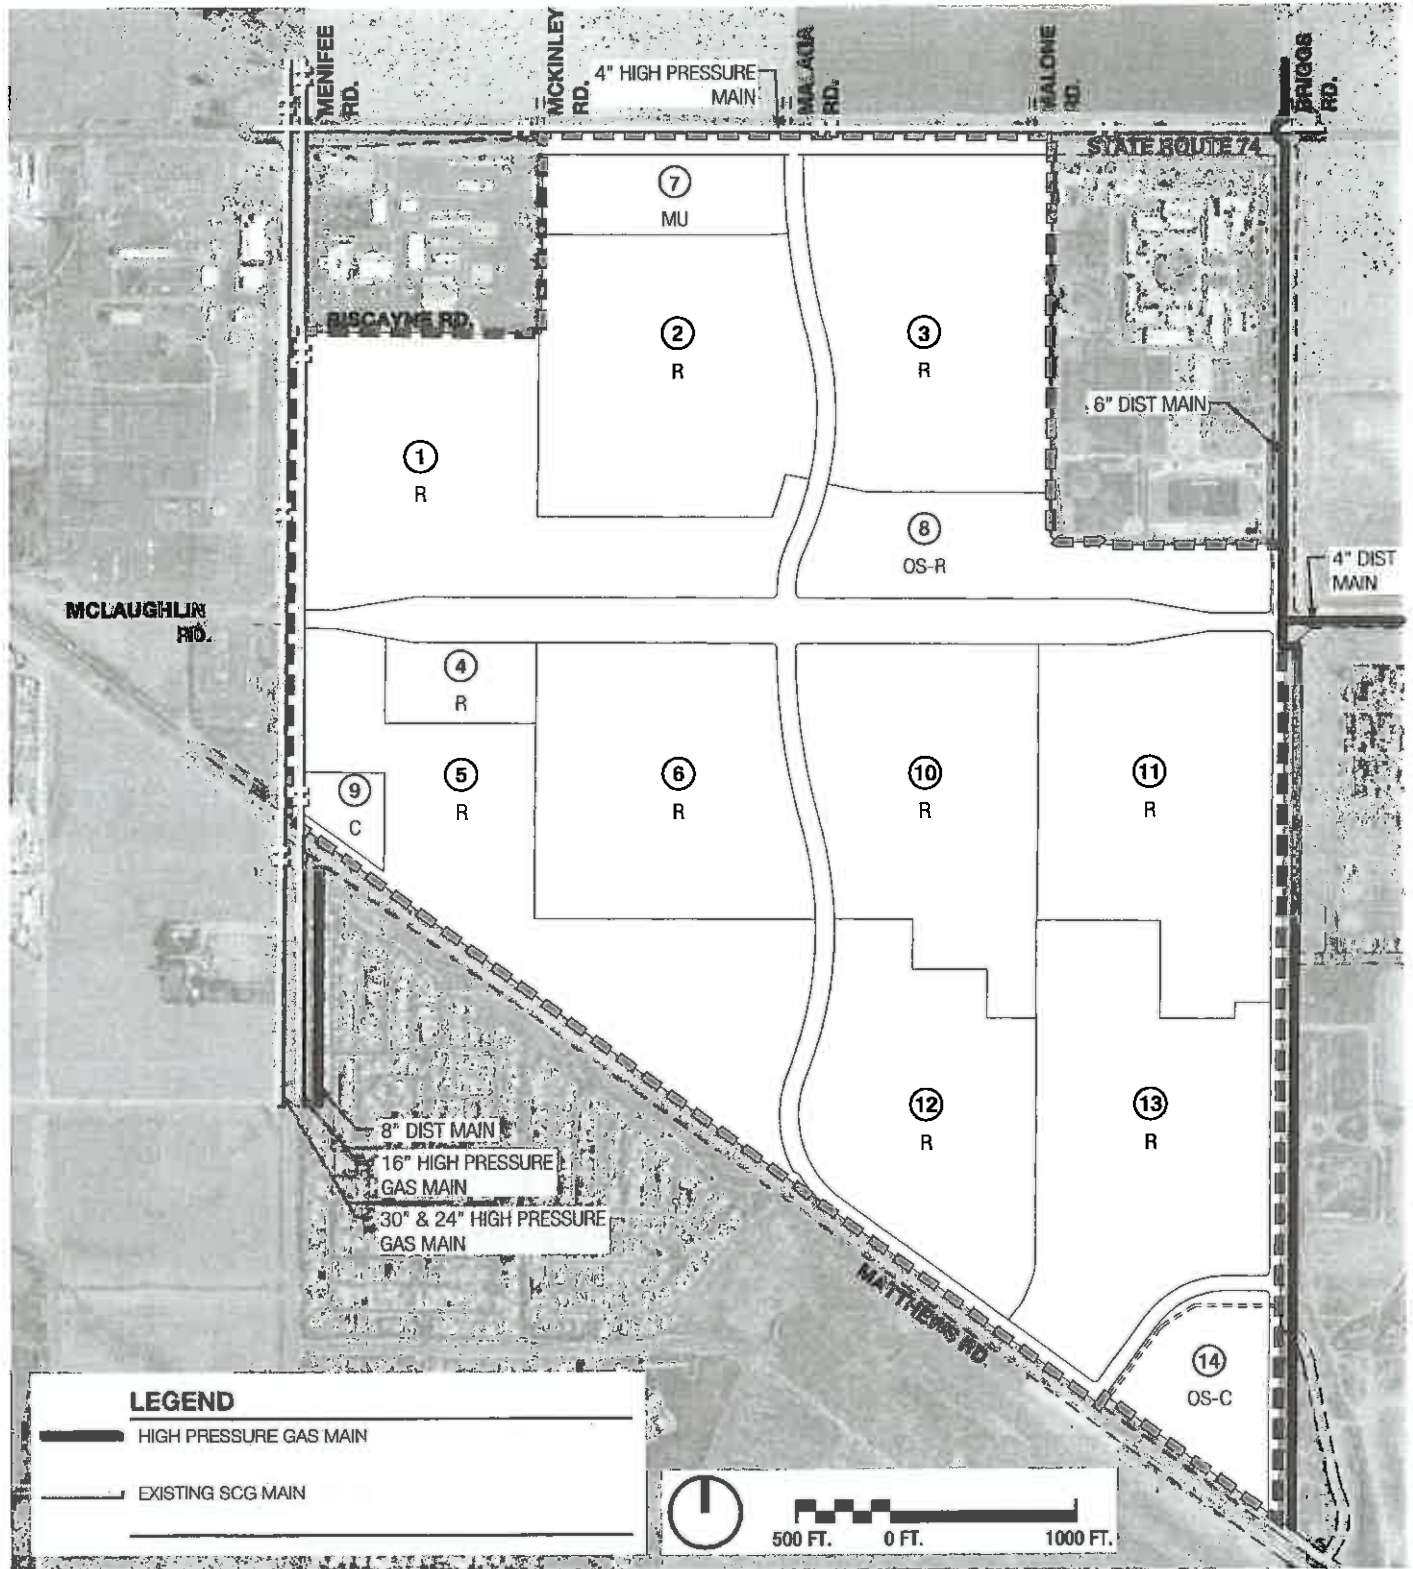 MENIFEE
RD.
MCKINLEY
RD.
4" HIGH PRESSURE
MAIN
MALAGA
RD.
MALONE
RD.
BRIGGS
RD.
STATE ROUTE 74
7
MU
BISCAYNE RD.
2
R
3
R
6" DIST MAIN
1
R
8
OS-R
4" DIST
MAIN
MCLAUGHLIN
RD.
4
R
9
C
5
R
6
R
10
R
11
R
12
R
13
R
8" DIST MAIN
16" HIGH PRESSURE
GAS MAIN
30" & 24" HIGH PRESSURE
GAS MAIN
MATTHEWS RD.
14
OS-C
LEGEND
HIGH PRESSURE GAS MAIN
EXISTING SCG MAIN
500 FT. 0 FT. 1000 FT.